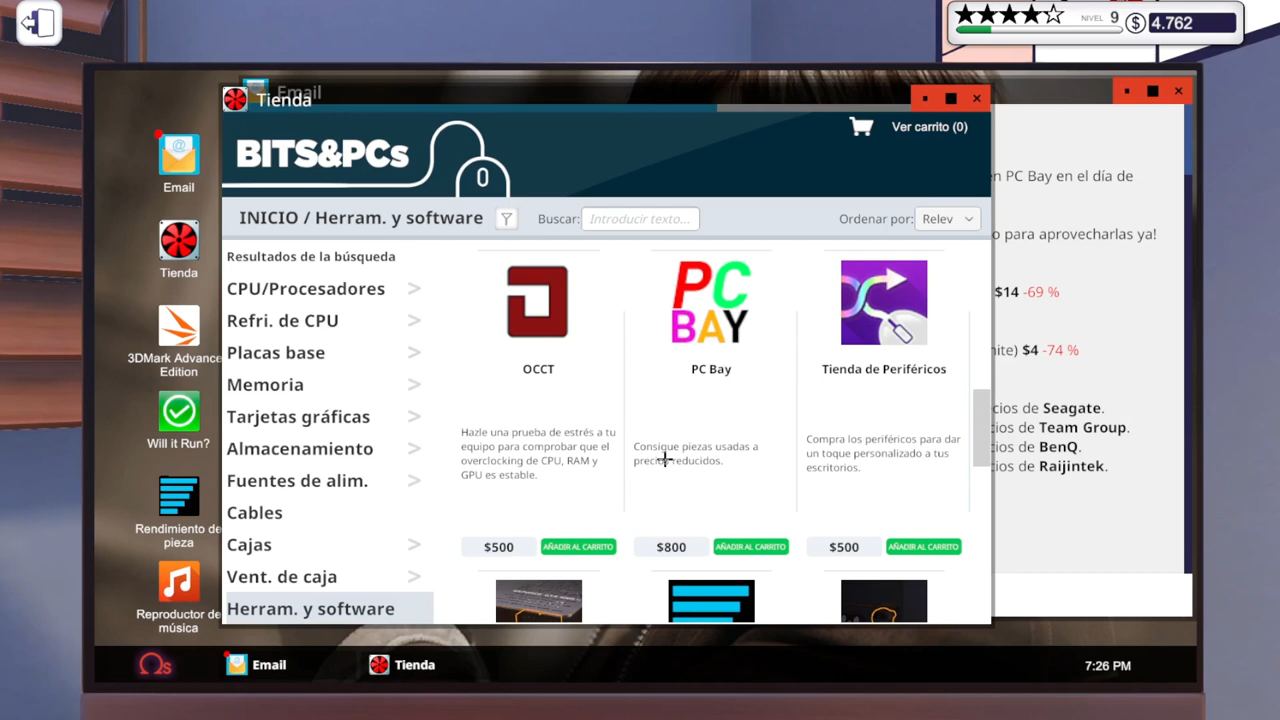 NIVEL 9 $ 4.762
Email
Tienda
BITS&PCs
Ver carrito (0)
INICIO / Herram. y software
Buscar: Introducir texto...
Ordenar por: Relev
Resultados de la búsqueda
CPU/Procesadores >
Refri. de CPU >
Placas base >
Memoria >
Tarjetas gráficas >
Almacenamiento >
Fuentes de alim. >
Cables
Cajas >
Vent. de caja >
Herram. y software
OCCT
Hazle una prueba de estrés a tu
equipo para comprobar que el
overclocking de CPU, RAM y
GPU es estable.
$500 AÑADIR AL CARRITO
PC
BAY
PC Bay
Consigue piezas usadas a
precios reducidos.
$800 AÑADIR AL CARRITO
Tienda de Periféricos
Compra los periféricos para dar
un toque personalizado a tus
escritorios.
$500 AÑADIR AL CARRITO
en PC Bay en el día de
o para aprovecharlas ya!
$14 -69 %
nite) $4 -74 %
cios de Seagate.
cios de Team Group.
cios de BenQ.
cios de Raijintek.
Email
Tienda
3DMark Advance
Edition
Will it Run?
Rendimiento de
pieza
Reproductor de
música
Ωs
Email
Tienda
7:26 PM